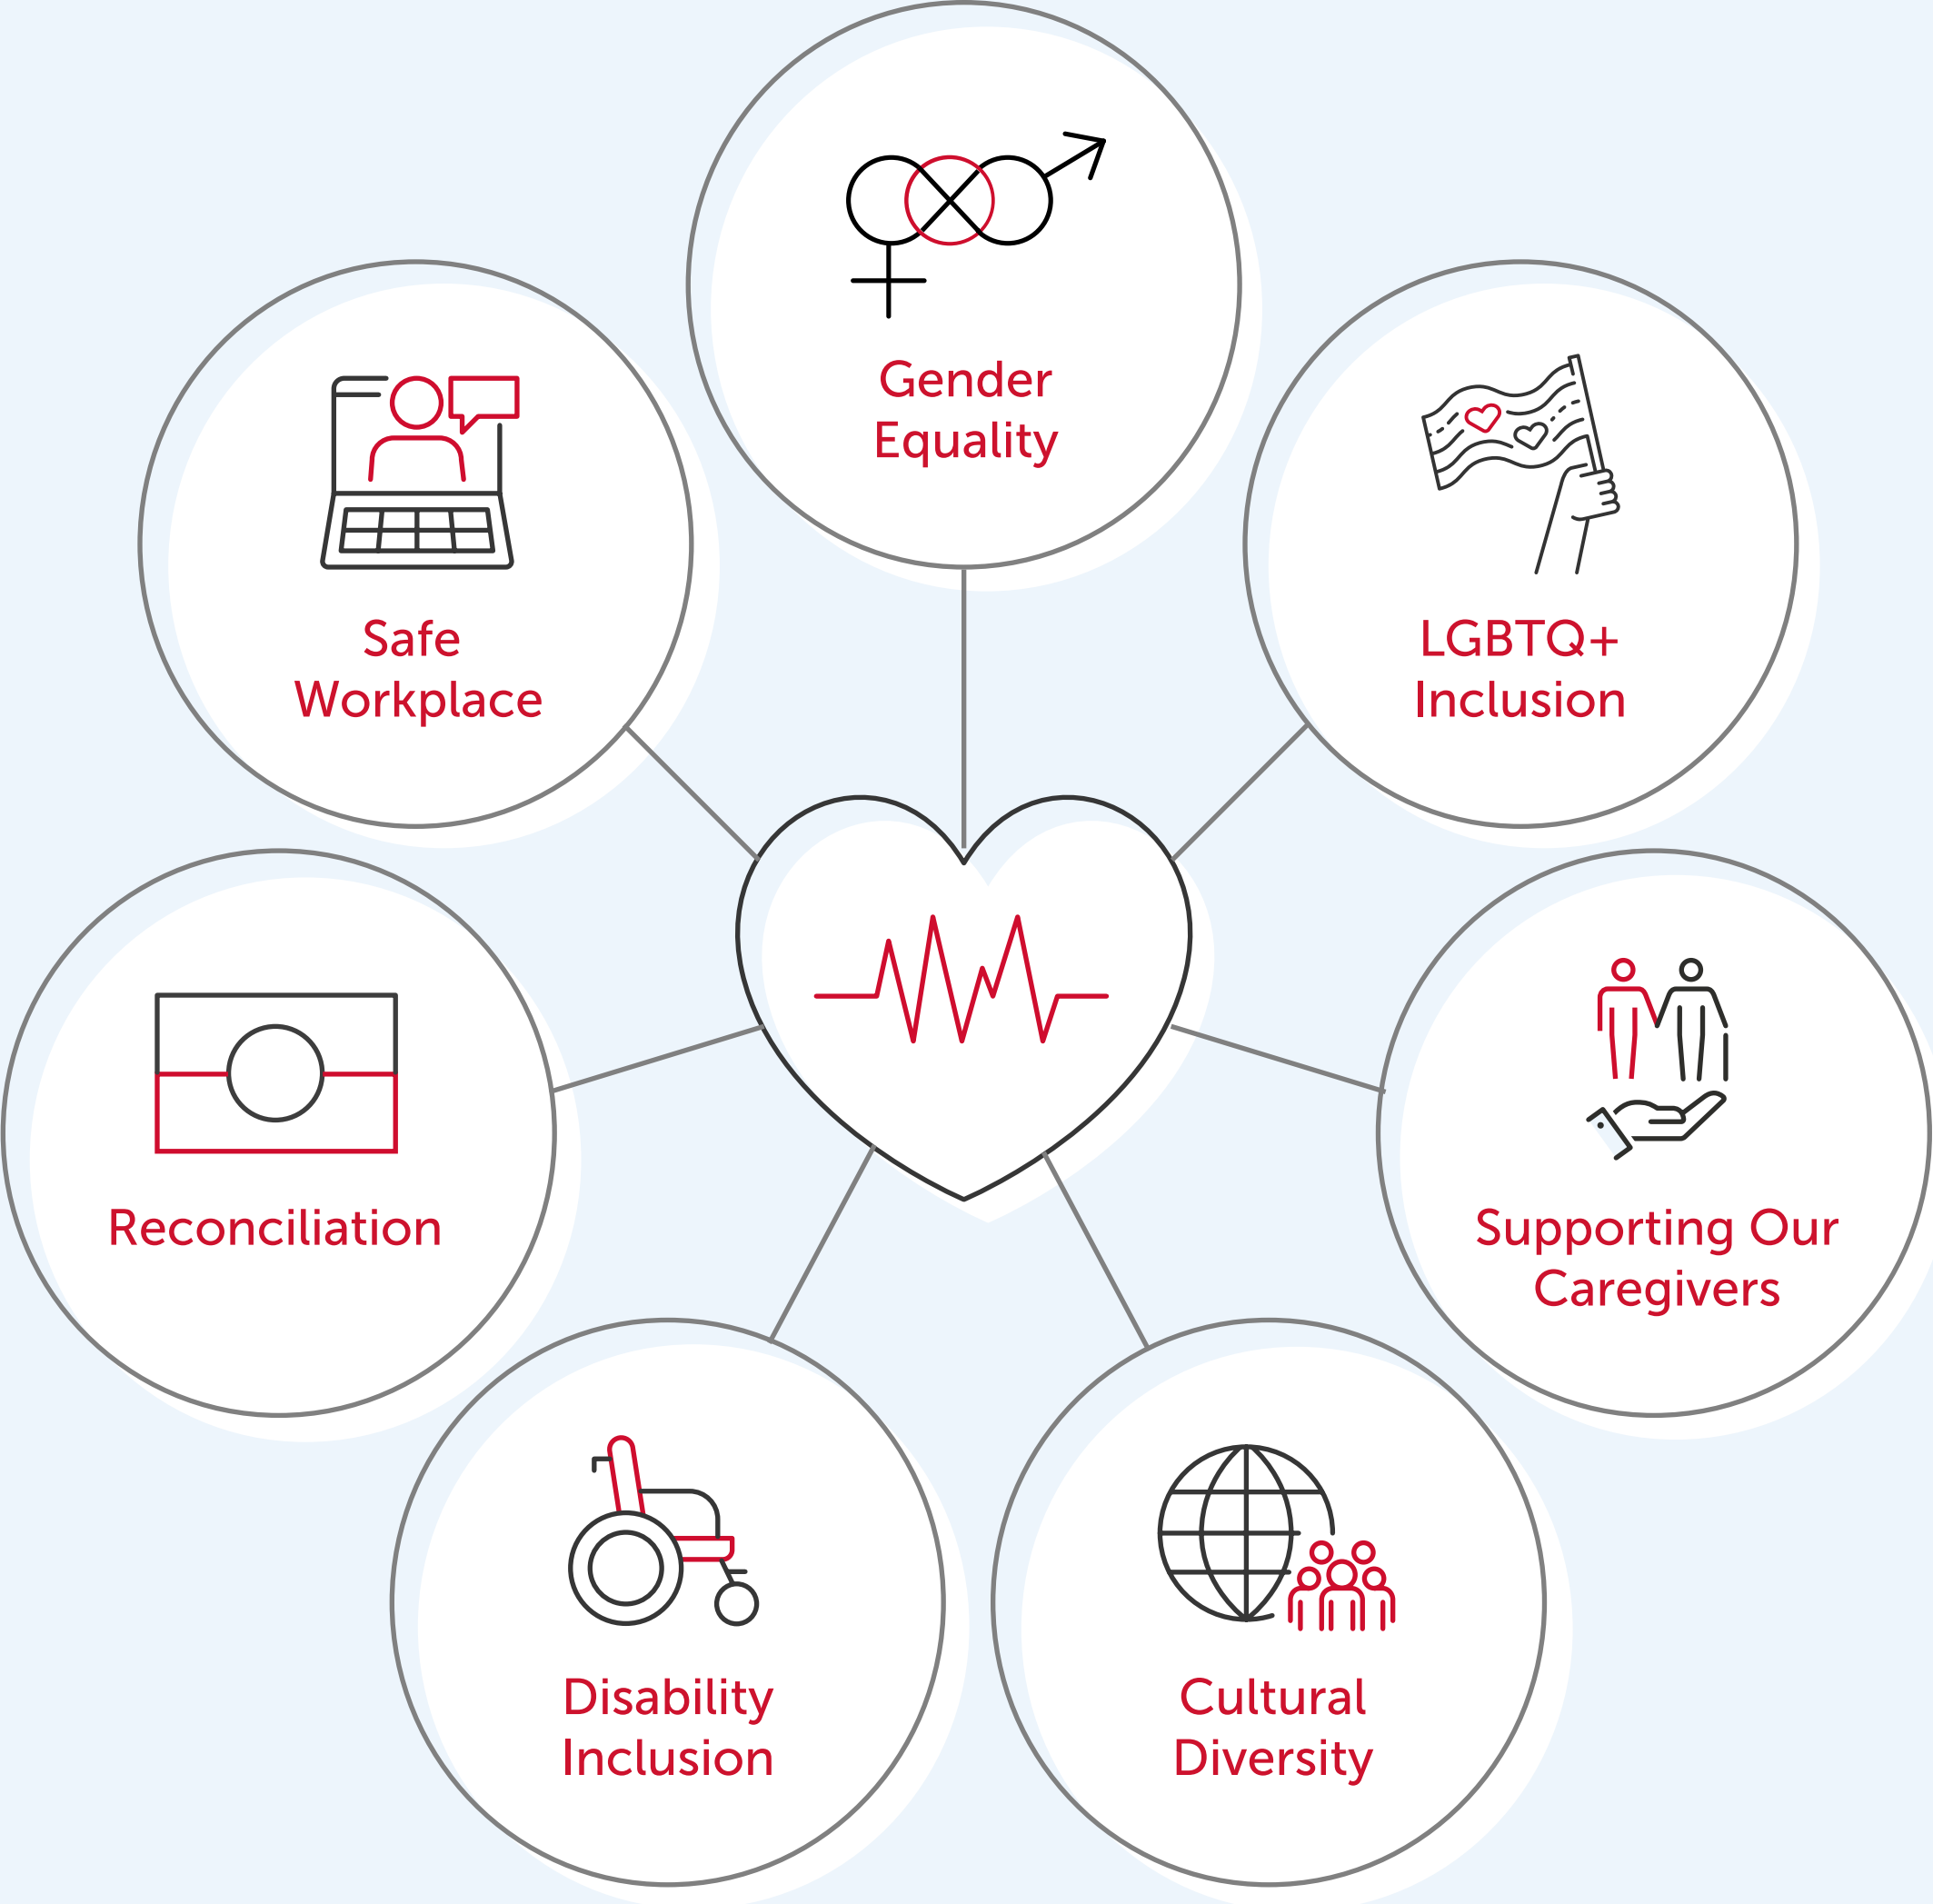 Gender
Equality
Safe
Workplace
LGBTQ+
Inclusion
Reconciliation
Supporting Our
Caregivers
Disability
Inclusion
Cultural
Diversity